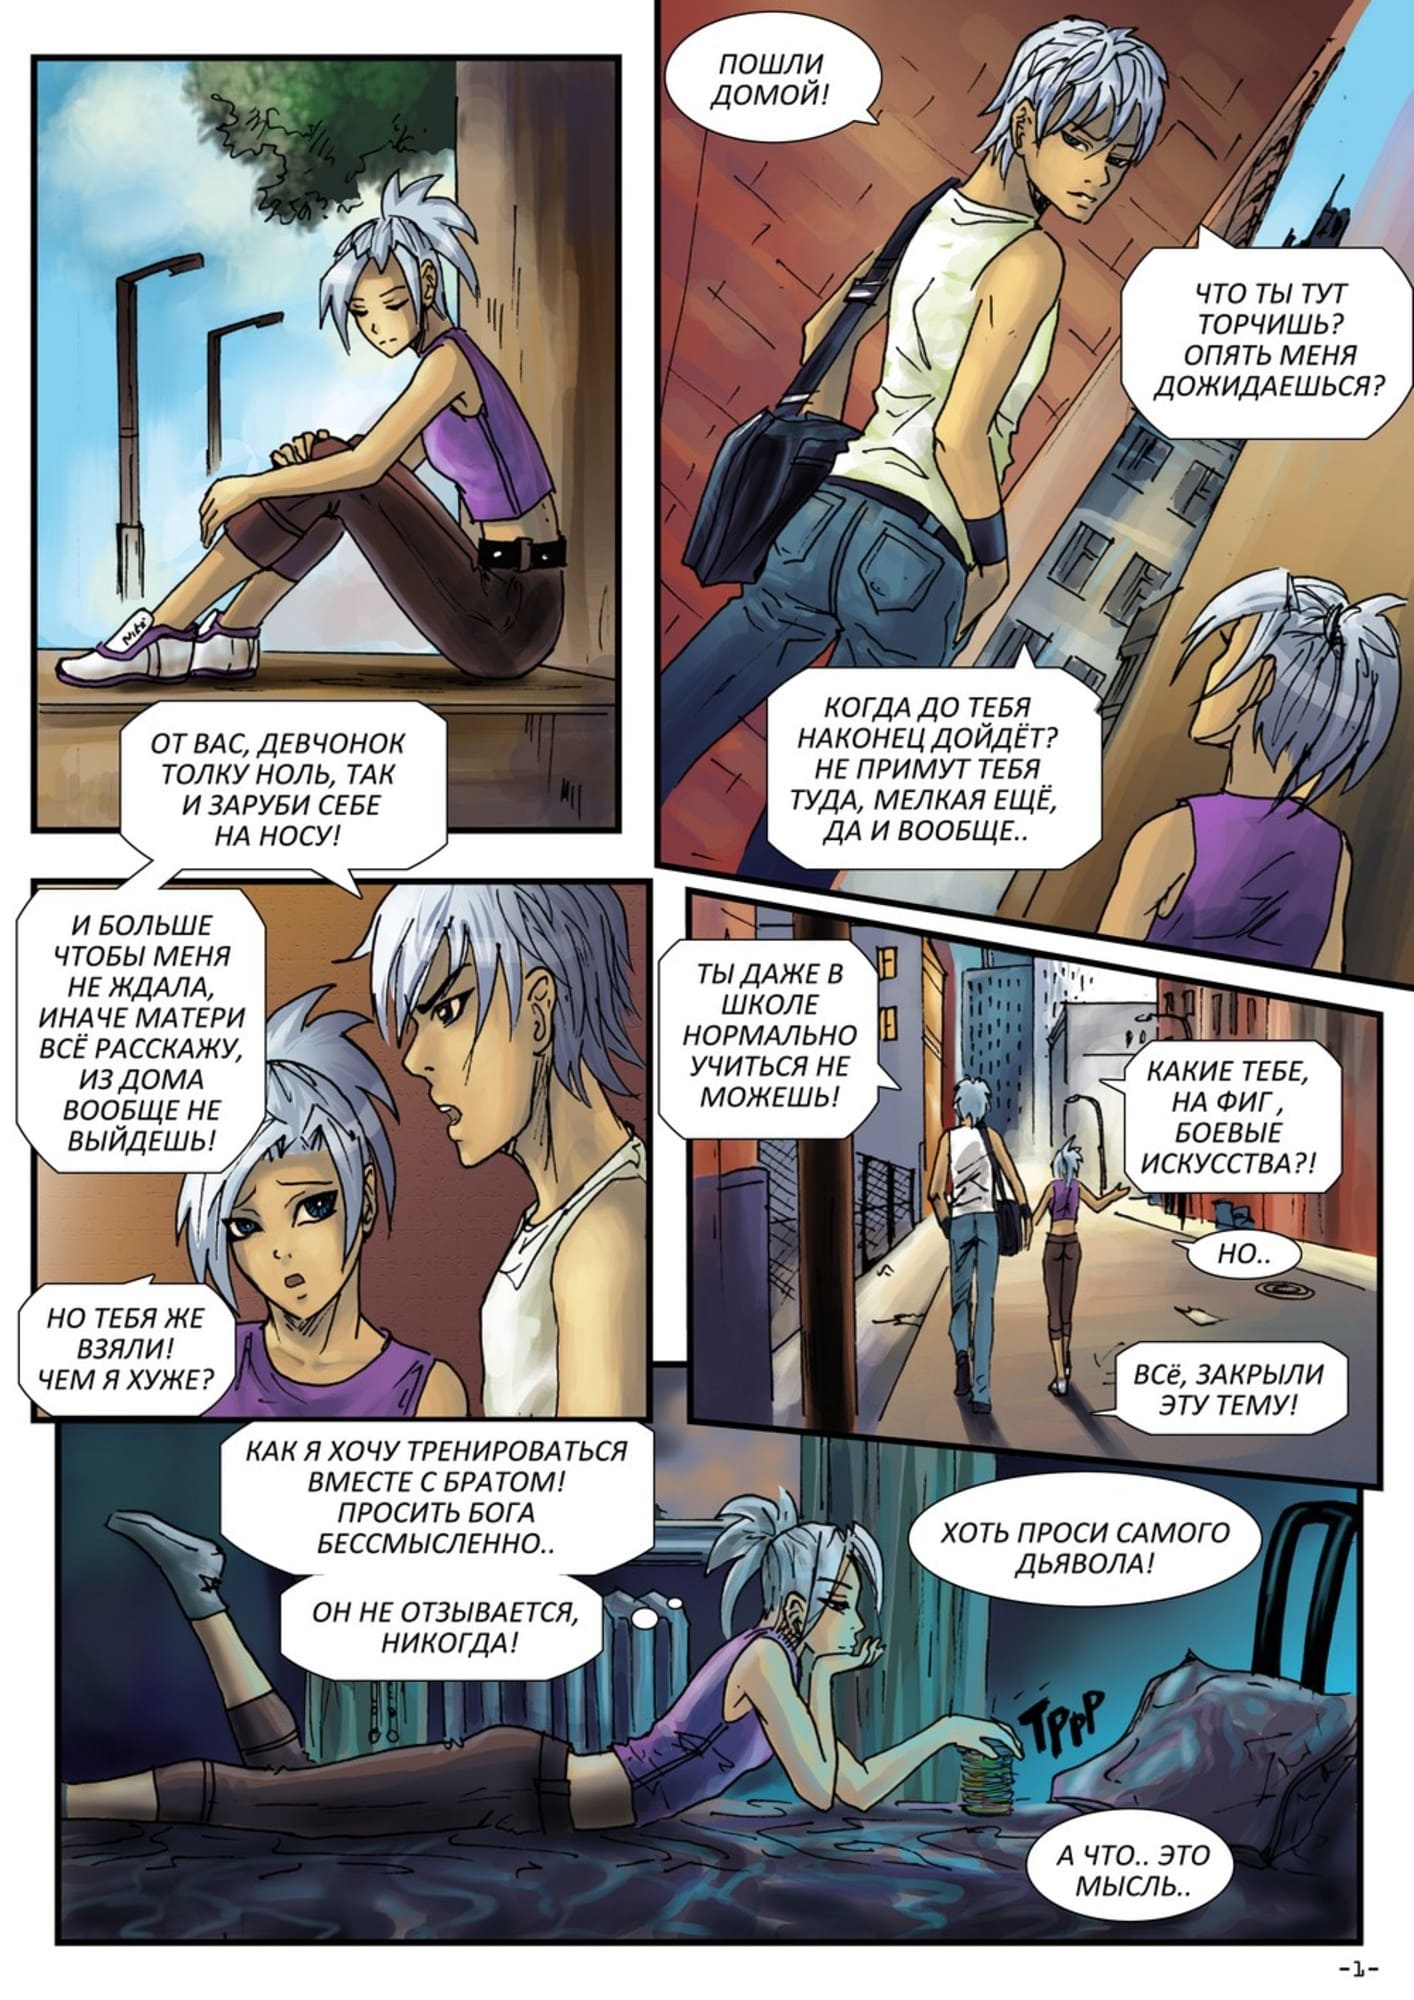 ПОШЛИ
ДОМОЙ!
ЧТО ТЫ ТУТ
ТОРЧИШЬ?
ОПЯТЬ МЕНЯ
ДОЖИДАЕШЬСЯ?
Nike
КОГДА ДО ТЕБЯ
НАКОНЕЦ ДОЙДЁТ?
НЕ ПРИМУТ ТЕБЯ
ТУДА, МЕЛКАЯ ЕЩЁ,
ДА И ВООБЩЕ..
ОТ ВАС, ДЕВЧОНОК
ТОЛКУ НОЛЬ, ТАК
И ЗАРУБИ СЕБЕ
НА НОСУ!
И БОЛЬШЕ
ЧТОБЫ МЕНЯ
НЕ ЖДАЛА,
ИНАЧЕ МАТЕРИ
ВСЁ РАССКАЖУ,
ИЗ ДОМА
ВООБЩЕ НЕ
ВЫЙДЕШЬ!
НО ТЕБЯ ЖЕ
ВЗЯЛИ!
ЧЕМ Я ХУЖЕ?
ТЫ ДАЖЕ В
ШКОЛЕ
НОРМАЛЬНО
УЧИТЬСЯ НЕ
МОЖЕШЬ!
КАКИЕ ТЕБЕ,
НА ФИГ ,
БОЕВЫЕ
ИСКУССТВА?!
НО..
ВСё, ЗАКРЫЛИ
ЭТУ ТЕМУ!
КАК Я ХОЧУ ТРЕНИРОВАТЬСЯ
ВМЕСТЕ С БРАТОМ!
ПРОСИТЬ БОГА
БЕССМЫСЛЕННО..
ОН НЕ ОТЗЫВАЕТСЯ,
НИКОГДА!
ХОТЬ ПРОСИ САМОГО
ДЬЯВОЛА!
ТРРР
А ЧТО.. ЭТО
МЫСЛЬ..
-1-